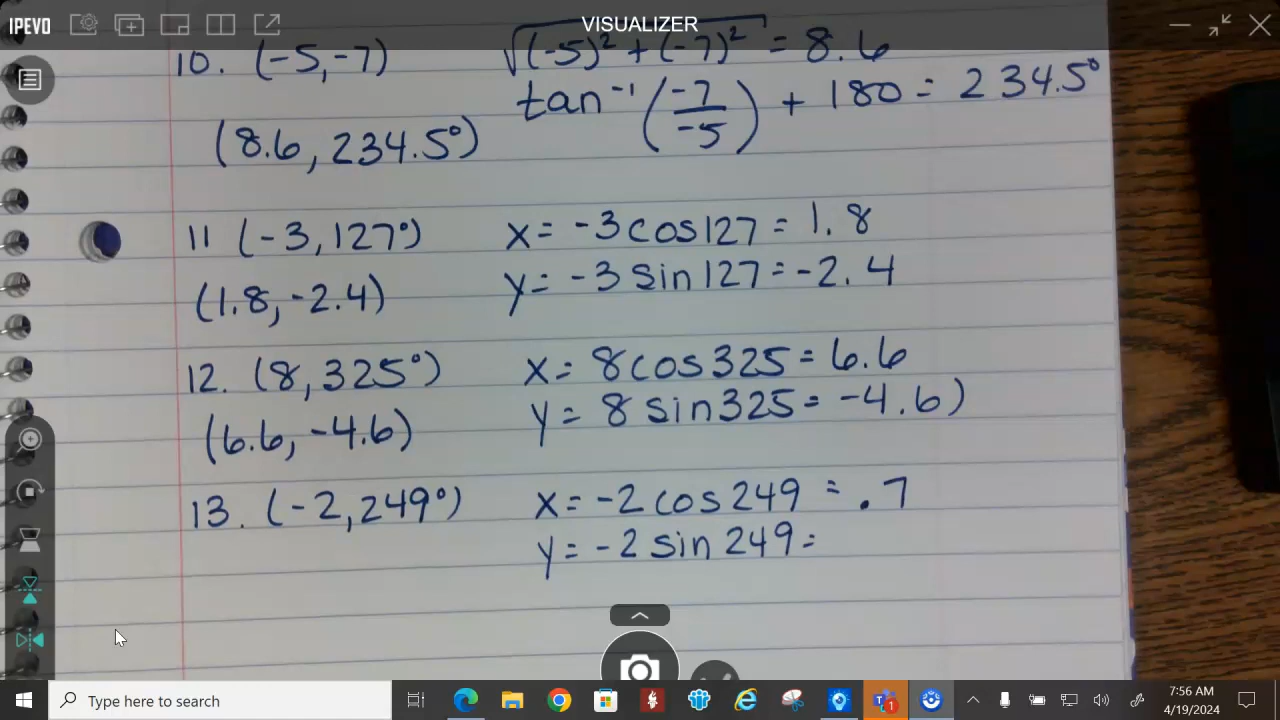 IPEVO
VISUALIZER
10. (-5,-7) √(-5)² + (-7)² = 8.6
tan⁻¹ (-7/-5) + 180 = 234.5°
(8.6, 234.5°)
11 (-3, 127°) x = -3 cos 127 = 1.8
(1.8, -2.4) y = -3 sin 127 = -2.4
12. (8, 325°) x = 8 cos 325 = 6.6
(6.6, -4.6) y = 8 sin 325 = -4.6)
13. (-2, 249°) x = -2 cos 249 = .7
y = -2 sin 249 =
Type here to search
1
7:56 AM
4/19/2024